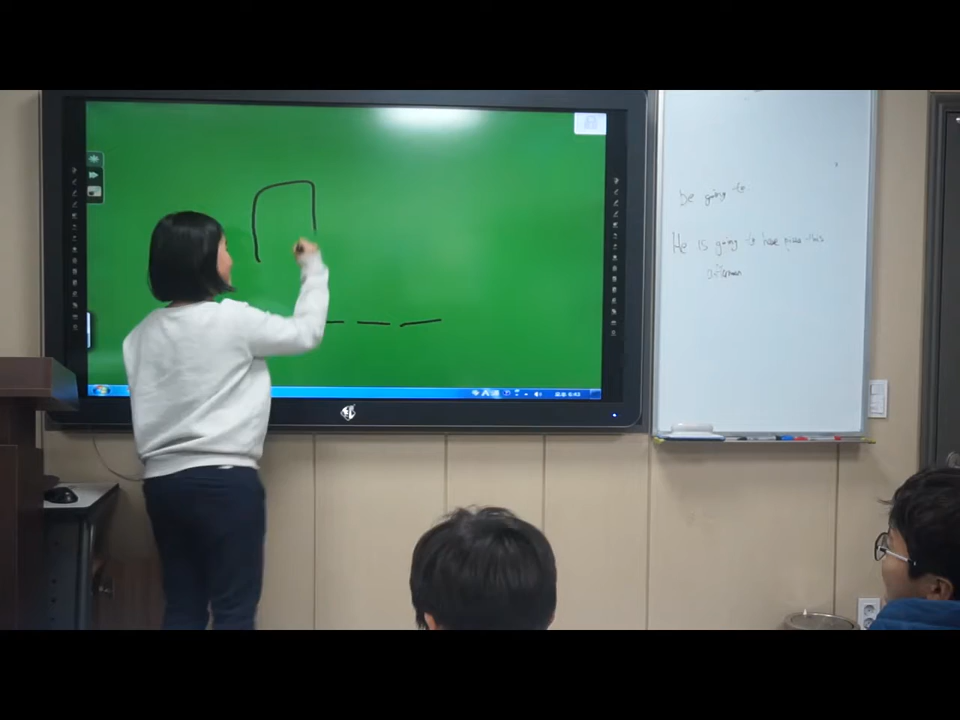 be going to
He is going to have pizza this
afternoon